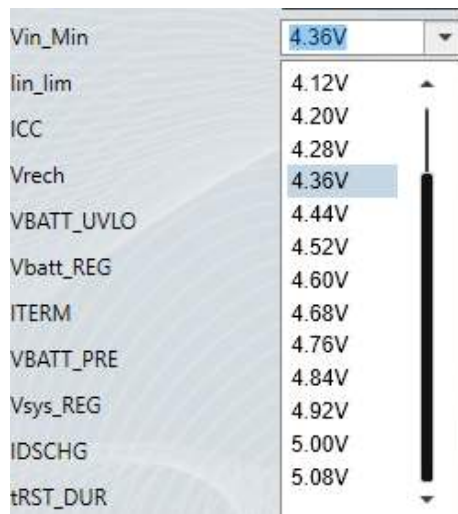 Vin_Min 4.36V
Iin_lim 4.12V
ICC 4.20V
4.28V
Vrech 4.36V
VBATT_UVLO 4.44V
4.52V
Vbatt_REG 4.60V
ITERM 4.68V
VBATT_PRE 4.76V
4.84V
Vsys_REG 4.92V
IDSCHG 5.00V
tRST_DUR 5.08V